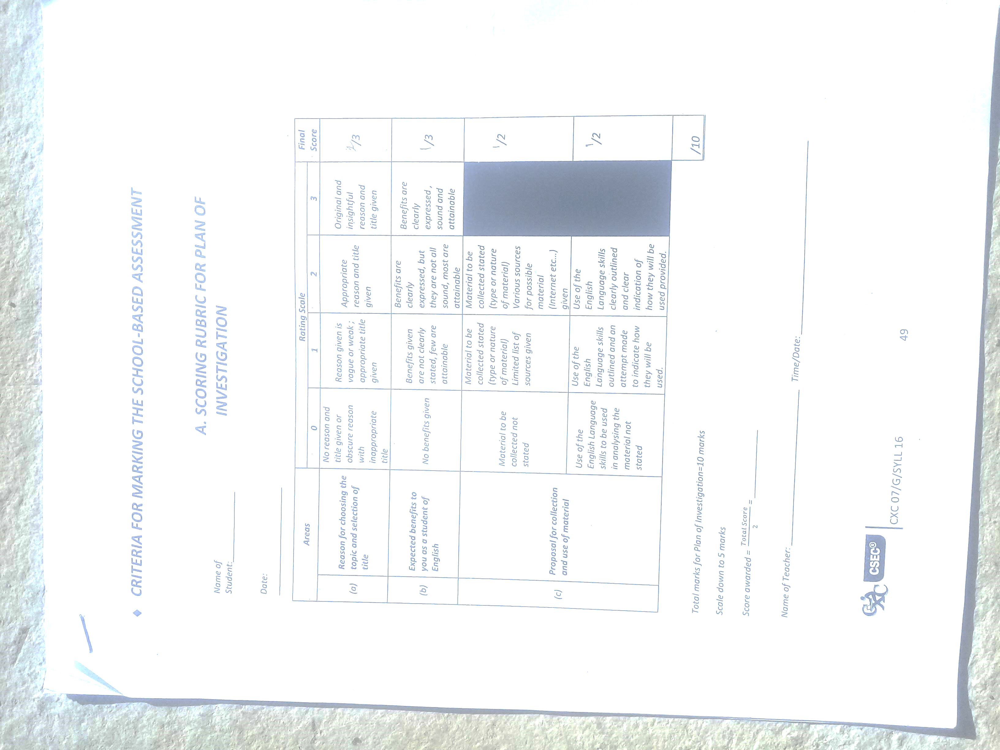 ◆ CRITERIA FOR MARKING THE SCHOOL-BASED ASSESSMENT
A. SCORING RUBRIC FOR PLAN OF
INVESTIGATION
Name of
Student:
Date:
Areas
Rating Scale
Final
Score
0
1
2
3
(a)
Reason for choosing the
topic and selection of
title
No reason and
title given or
obscure reason
with
inappropriate
title
Reason given is
vague or weak ;
appropriate title
given
Appropriate
reason and title
given
Original and
insightful
reason and
title given
/3
(b)
Expected benefits to
you as a student of
English
No benefits given
Benefits given
are not clearly
stated, few are
attainable
Benefits are
clearly
expressed, but
they are not all
sound, most are
attainable
Benefits are
clearly
expressed ,
sound and
attainable
1/3
(c)
Proposal for collection
and use of material
Material to be
collected not
stated
Material to be
collected stated
(type or nature
of material)
Limited list of
sources given
Material to be
collected stated
(type or nature
of material)
Various sources
for possible
material
(Internet etc...)
given
1/2
Use of the
English Language
skills to be used
in analysing the
material not
stated
Use of the
English
Language skills
outlined and an
attempt made
to indicate how
they will be
used.
Use of the
English
Language skills
clearly outlined
and clear
indication of
how they will be
used provided.
1/2
/10
Total marks for Plan of Investigation=10 marks
Scale down to 5 marks
Score awarded = Total Score / 2 =
Name of Teacher: Time/Date:
CXC CSEC® CXC 07/G/SYLL 16 49